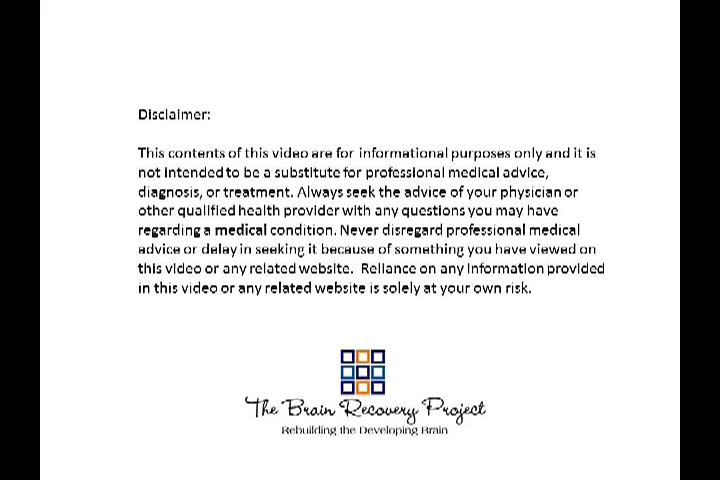 Disclaimer:
This contents of this video are for informational purposes only and it is
not intended to be a substitute for professional medical advice,
diagnosis, or treatment. Always seek the advice of your physician or
other qualified health provider with any questions you may have
regarding a medical condition. Never disregard professional medical
advice or delay in seeking it because of something you have viewed on
this video or any related website. Reliance on any information provided
in this video or any related website is solely at your own risk.
The Brain Recovery Project
Rebuilding the Developing Brain